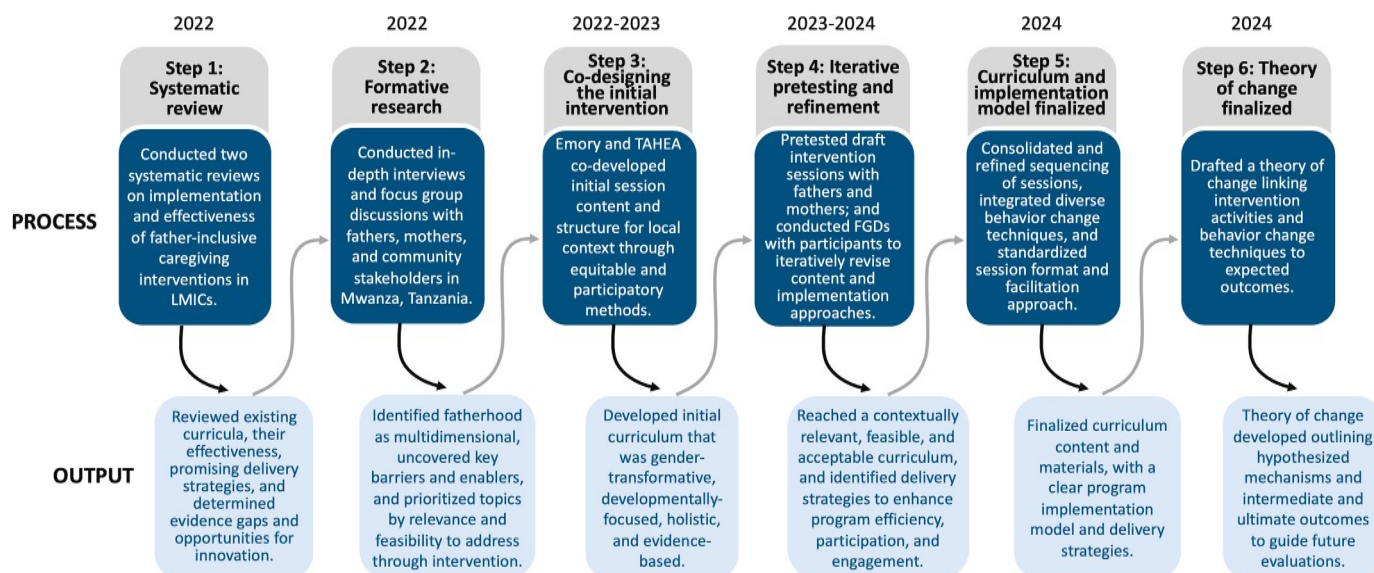 2022
2022
2022-2023
2023-2024
2024
2024
Step 1:
Systematic
review
Step 2:
Formative
research
Step 3:
Co-designing
the initial
intervention
Step 4: Iterative
pretesting and
refinement
Step 5:
Curriculum and
implementation
model finalized
Step 6: Theory
of change
finalized
PROCESS
Conducted two
systematic reviews
on implementation
and effectiveness
of father-inclusive
caregiving
interventions in
LMICs.
Conducted in-
depth interviews
and focus group
discussions with
fathers, mothers,
and community
stakeholders in
Mwanza, Tanzania.
Emory and TAHEA
co-developed
initial session
content and
structure for local
context through
equitable and
participatory
methods.
Pretested draft
intervention
sessions with
fathers and
mothers; and
conducted FGDs
with participants to
iteratively revise
content and
implementation
approaches.
Consolidated and
refined sequencing
of sessions,
integrated diverse
behavior change
techniques, and
standardized
session format and
facilitation
approach.
Drafted a theory of
change linking
intervention
activities and
behavior change
techniques to
expected
outcomes.
OUTPUT
Reviewed existing
curricula, their
effectiveness,
promising delivery
strategies, and
determined
evidence gaps and
opportunities for
innovation.
Identified fatherhood
as multidimensional,
uncovered key
barriers and enablers,
and prioritized topics
by relevance and
feasibility to address
through intervention.
Developed initial
curriculum that
was gender-
transformative,
developmentally-
focused, holistic,
and evidence-
based.
Reached a contextually
relevant, feasible, and
acceptable curriculum,
and identified delivery
strategies to enhance
program efficiency,
participation, and
engagement.
Finalized curriculum
content and
materials, with a
clear program
implementation
model and delivery
strategies.
Theory of change
developed outlining
hypothesized
mechanisms and
intermediate and
ultimate outcomes
to guide future
evaluations.